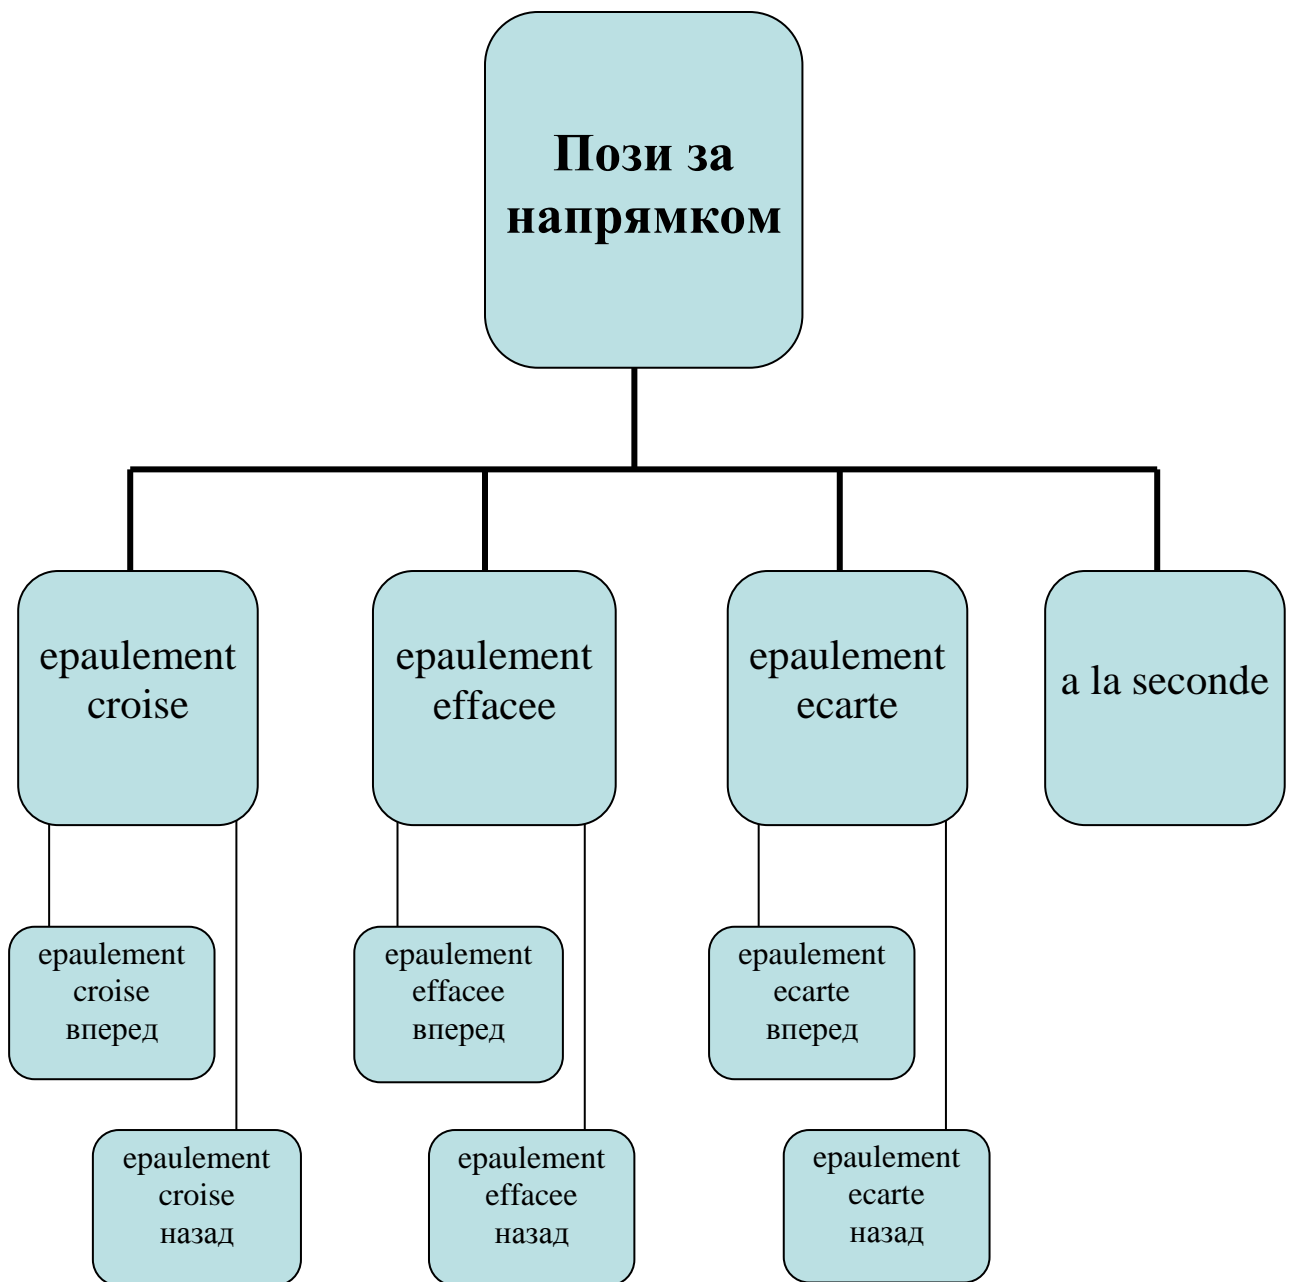 Пози за
напрямком
epaulement
croise
epaulement
effacee
epaulement
ecarte
a la seconde
epaulement
croise
вперед
epaulement
effacee
вперед
epaulement
ecarte
вперед
epaulement
croise
назад
epaulement
effacee
назад
epaulement
ecarte
назад